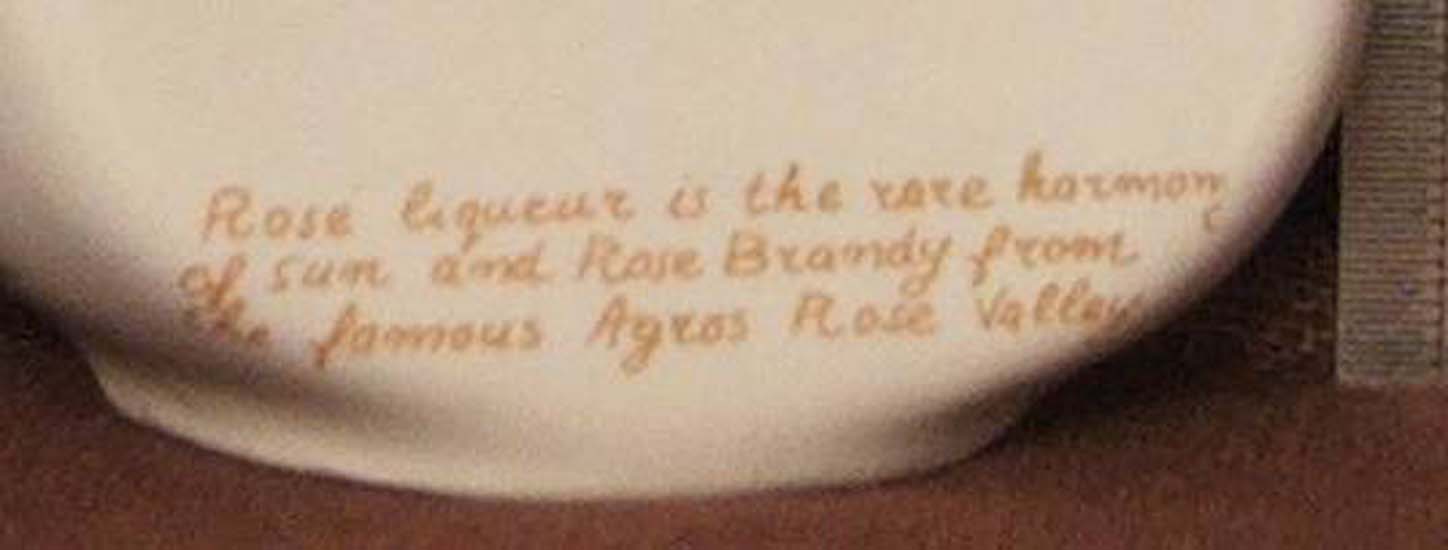 Rose liqueur is the rare harmony
of sun and Rose Brandy from
the famous Agros Rose Valley